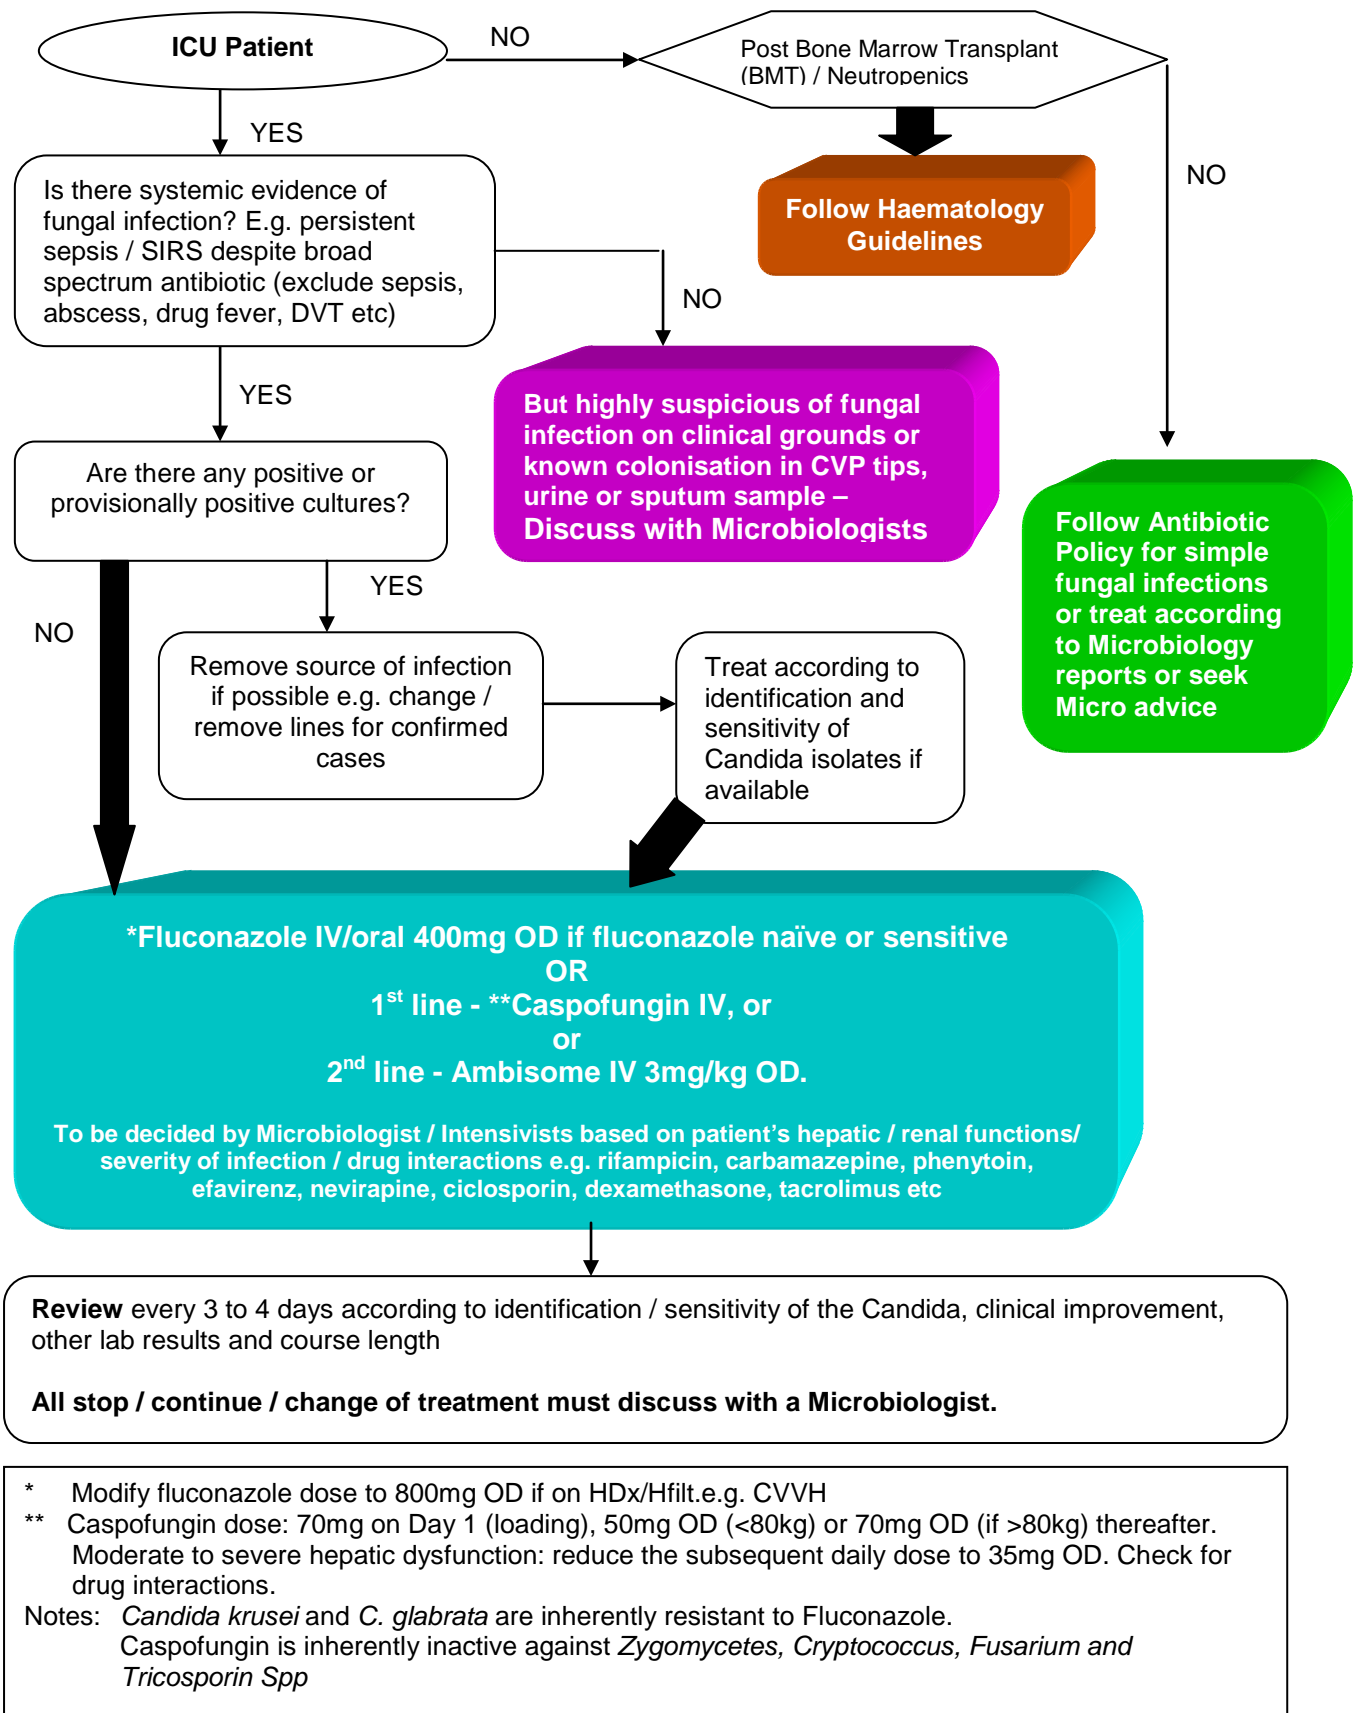 ICU Patient
NO
Post Bone Marrow Transplant
(BMT) / Neutropenics
YES
NO
Is there systemic evidence of
fungal infection? E.g. persistent
sepsis / SIRS despite broad
spectrum antibiotic (exclude sepsis,
abscess, drug fever, DVT etc)
Follow Haematology
Guidelines
NO
YES
But highly suspicious of fungal
infection on clinical grounds or
known colonisation in CVP tips,
urine or sputum sample –
Discuss with Microbiologists
Are there any positive or
provisionally positive cultures?
Follow Antibiotic
Policy for simple
fungal infections
or treat according
to Microbiology
reports or seek
Micro advice
YES
NO
Remove source of infection
if possible e.g. change /
remove lines for confirmed
cases
Treat according to
identification and
sensitivity of
Candida isolates if
available
*Fluconazole IV/oral 400mg OD if fluconazole naïve or sensitive
OR
1st line - **Caspofungin IV, or
or
2nd line - Ambisome IV 3mg/kg OD.
To be decided by Microbiologist / Intensivists based on patient's hepatic / renal functions/
severity of infection / drug interactions e.g. rifampicin, carbamazepine, phenytoin,
efavirenz, nevirapine, ciclosporin, dexamethasone, tacrolimus etc
Review every 3 to 4 days according to identification / sensitivity of the Candida, clinical improvement,
other lab results and course length
All stop / continue / change of treatment must discuss with a Microbiologist.
* Modify fluconazole dose to 800mg OD if on HDx/Hfilt.e.g. CVVH
** Caspofungin dose: 70mg on Day 1 (loading), 50mg OD (<80kg) or 70mg OD (if >80kg) thereafter.
Moderate to severe hepatic dysfunction: reduce the subsequent daily dose to 35mg OD. Check for
drug interactions.
Notes: Candida krusei and C. glabrata are inherently resistant to Fluconazole.
Caspofungin is inherently inactive against Zygomycetes, Cryptococcus, Fusarium and
Tricosporin Spp